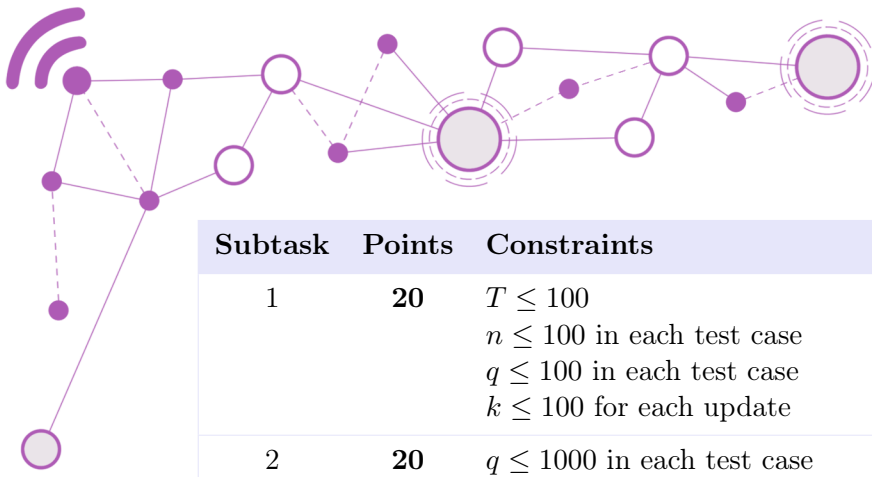 Subtask Points Constraints
1 20 T ≤ 100
n ≤ 100 in each test case
q ≤ 100 in each test case
k ≤ 100 for each update
2 20 q ≤ 1000 in each test case